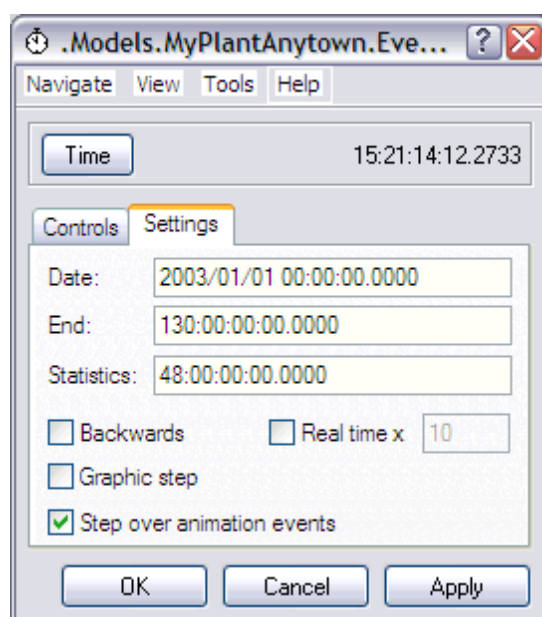 .Models.MyPlantAnytown.Eve... ?
Navigate View Tools Help
Time 15:21:14:12.2733
Controls Settings
Date: 2003/01/01 00:00:00.0000
End: 130:00:00:00.0000
Statistics: 48:00:00:00.0000
Backwards Real time x 10
Graphic step
Step over animation events
OK Cancel Apply